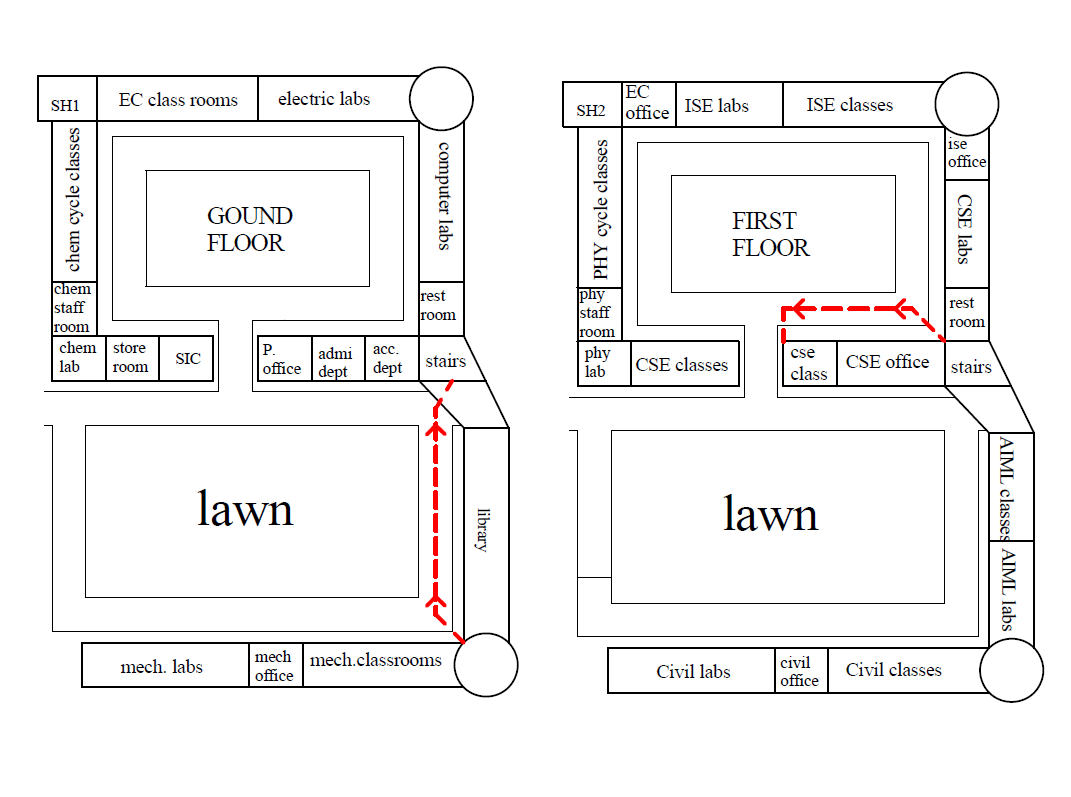 SH1
EC class rooms
electric labs
chem cycle classes
computer labs
GOUND
FLOOR
chem
staff
room
rest
room
chem
lab
store
room
SIC
P.
office
admi
dept
acc.
dept
stairs
lawn
library
mech. labs
mech
office
mech.classrooms
SH2
EC
office
ISE labs
ISE classes
ise
office
PHY cycle classes
CSE labs
FIRST
FLOOR
phy
staff
room
rest
room
phy
lab
CSE classes
cse
class
CSE office
stairs
lawn
AIML classes
AIML labs
Civil labs
civil
office
Civil classes